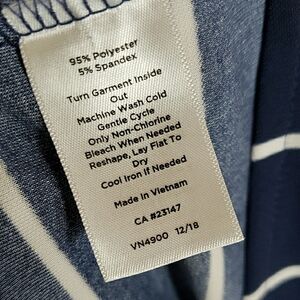 95% Polyester
5% Spandex
Turn Garment Inside
Out
Machine Wash Cold
Gentle Cycle
Only Non-Chlorine
Bleach When Needed
Reshape, Lay Flat To
Dry
Cool Iron If Needed
Made In Vietnam
CA #23147
VN4900 12/18